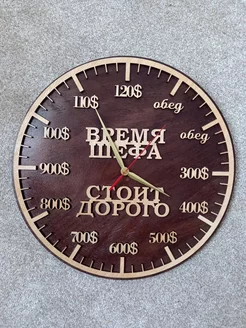 120$
110$
обед
100$
ВРЕМЯ
обед
ШЕФА
900$
300$
СТОИТ
800$
ДОРОГО
400$
700$
500$
600$